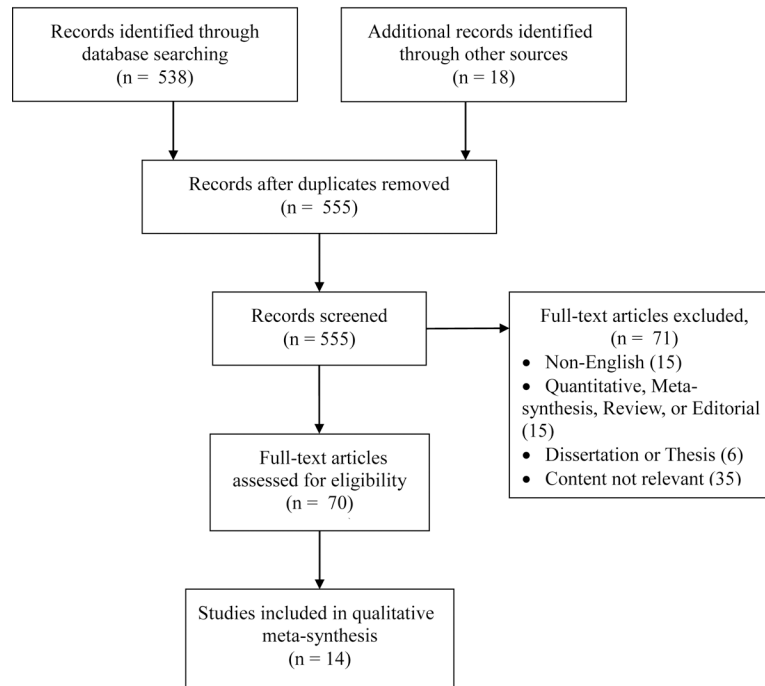 Records identified through
database searching
(n = 538)
Additional records identified
through other sources
(n = 18)
Records after duplicates removed
(n = 555)
Records screened
(n = 555)
Full-text articles excluded,
(n = 71)
• Non-English (15)
• Quantitative, Meta-
synthesis, Review, or Editorial
(15)
• Dissertation or Thesis (6)
• Content not relevant (35)
Full-text articles
assessed for eligibility
(n = 70)
Studies included in qualitative
meta-synthesis
(n = 14)